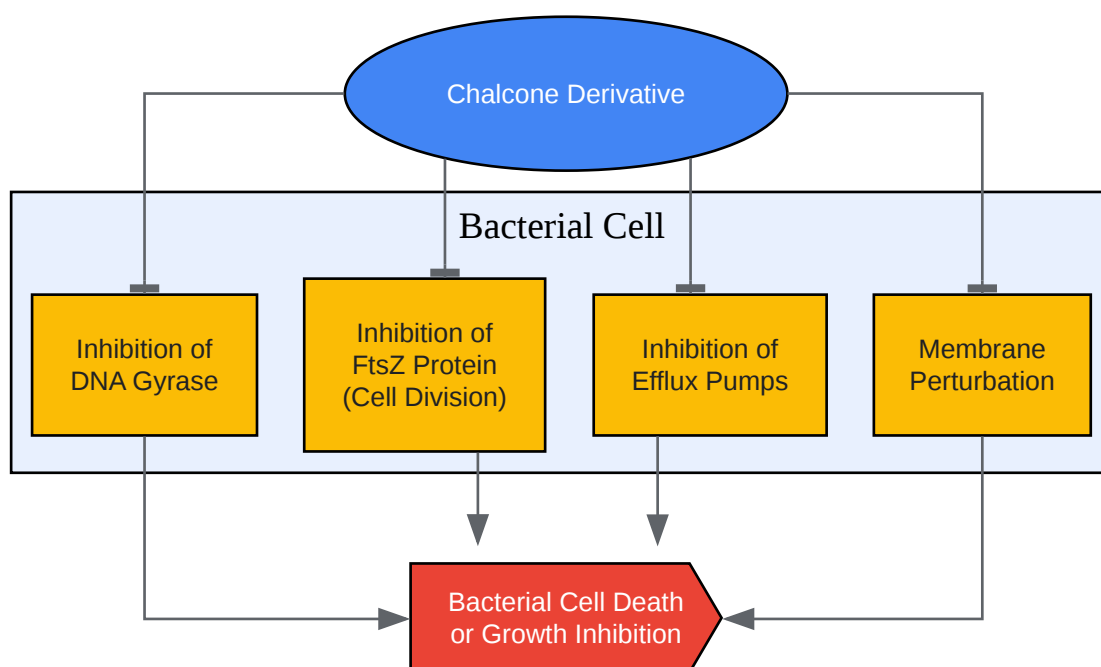 Chalcone Derivative
Bacterial Cell
Inhibition of
DNA Gyrase
Inhibition of
FtsZ Protein
(Cell Division)
Inhibition of
Efflux Pumps
Membrane
Perturbation
Bacterial Cell Death
or Growth Inhibition